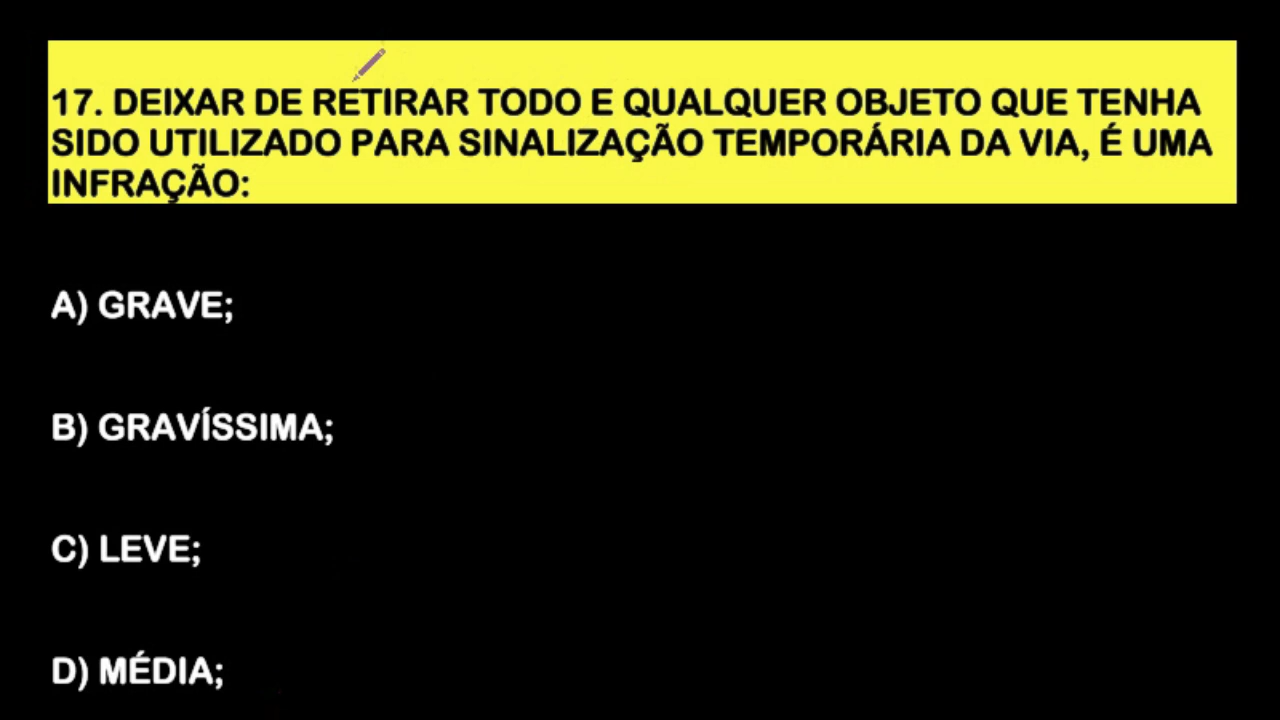 17. DEIXAR DE RETIRAR TODO E QUALQUER OBJETO QUE TENHA
SIDO UTILIZADO PARA SINALIZAÇÃO TEMPORÁRIA DA VIA, É UMA
INFRAÇÃO:
A) GRAVE;
B) GRAVÍSSIMA;
C) LEVE;
D) MÉDIA;